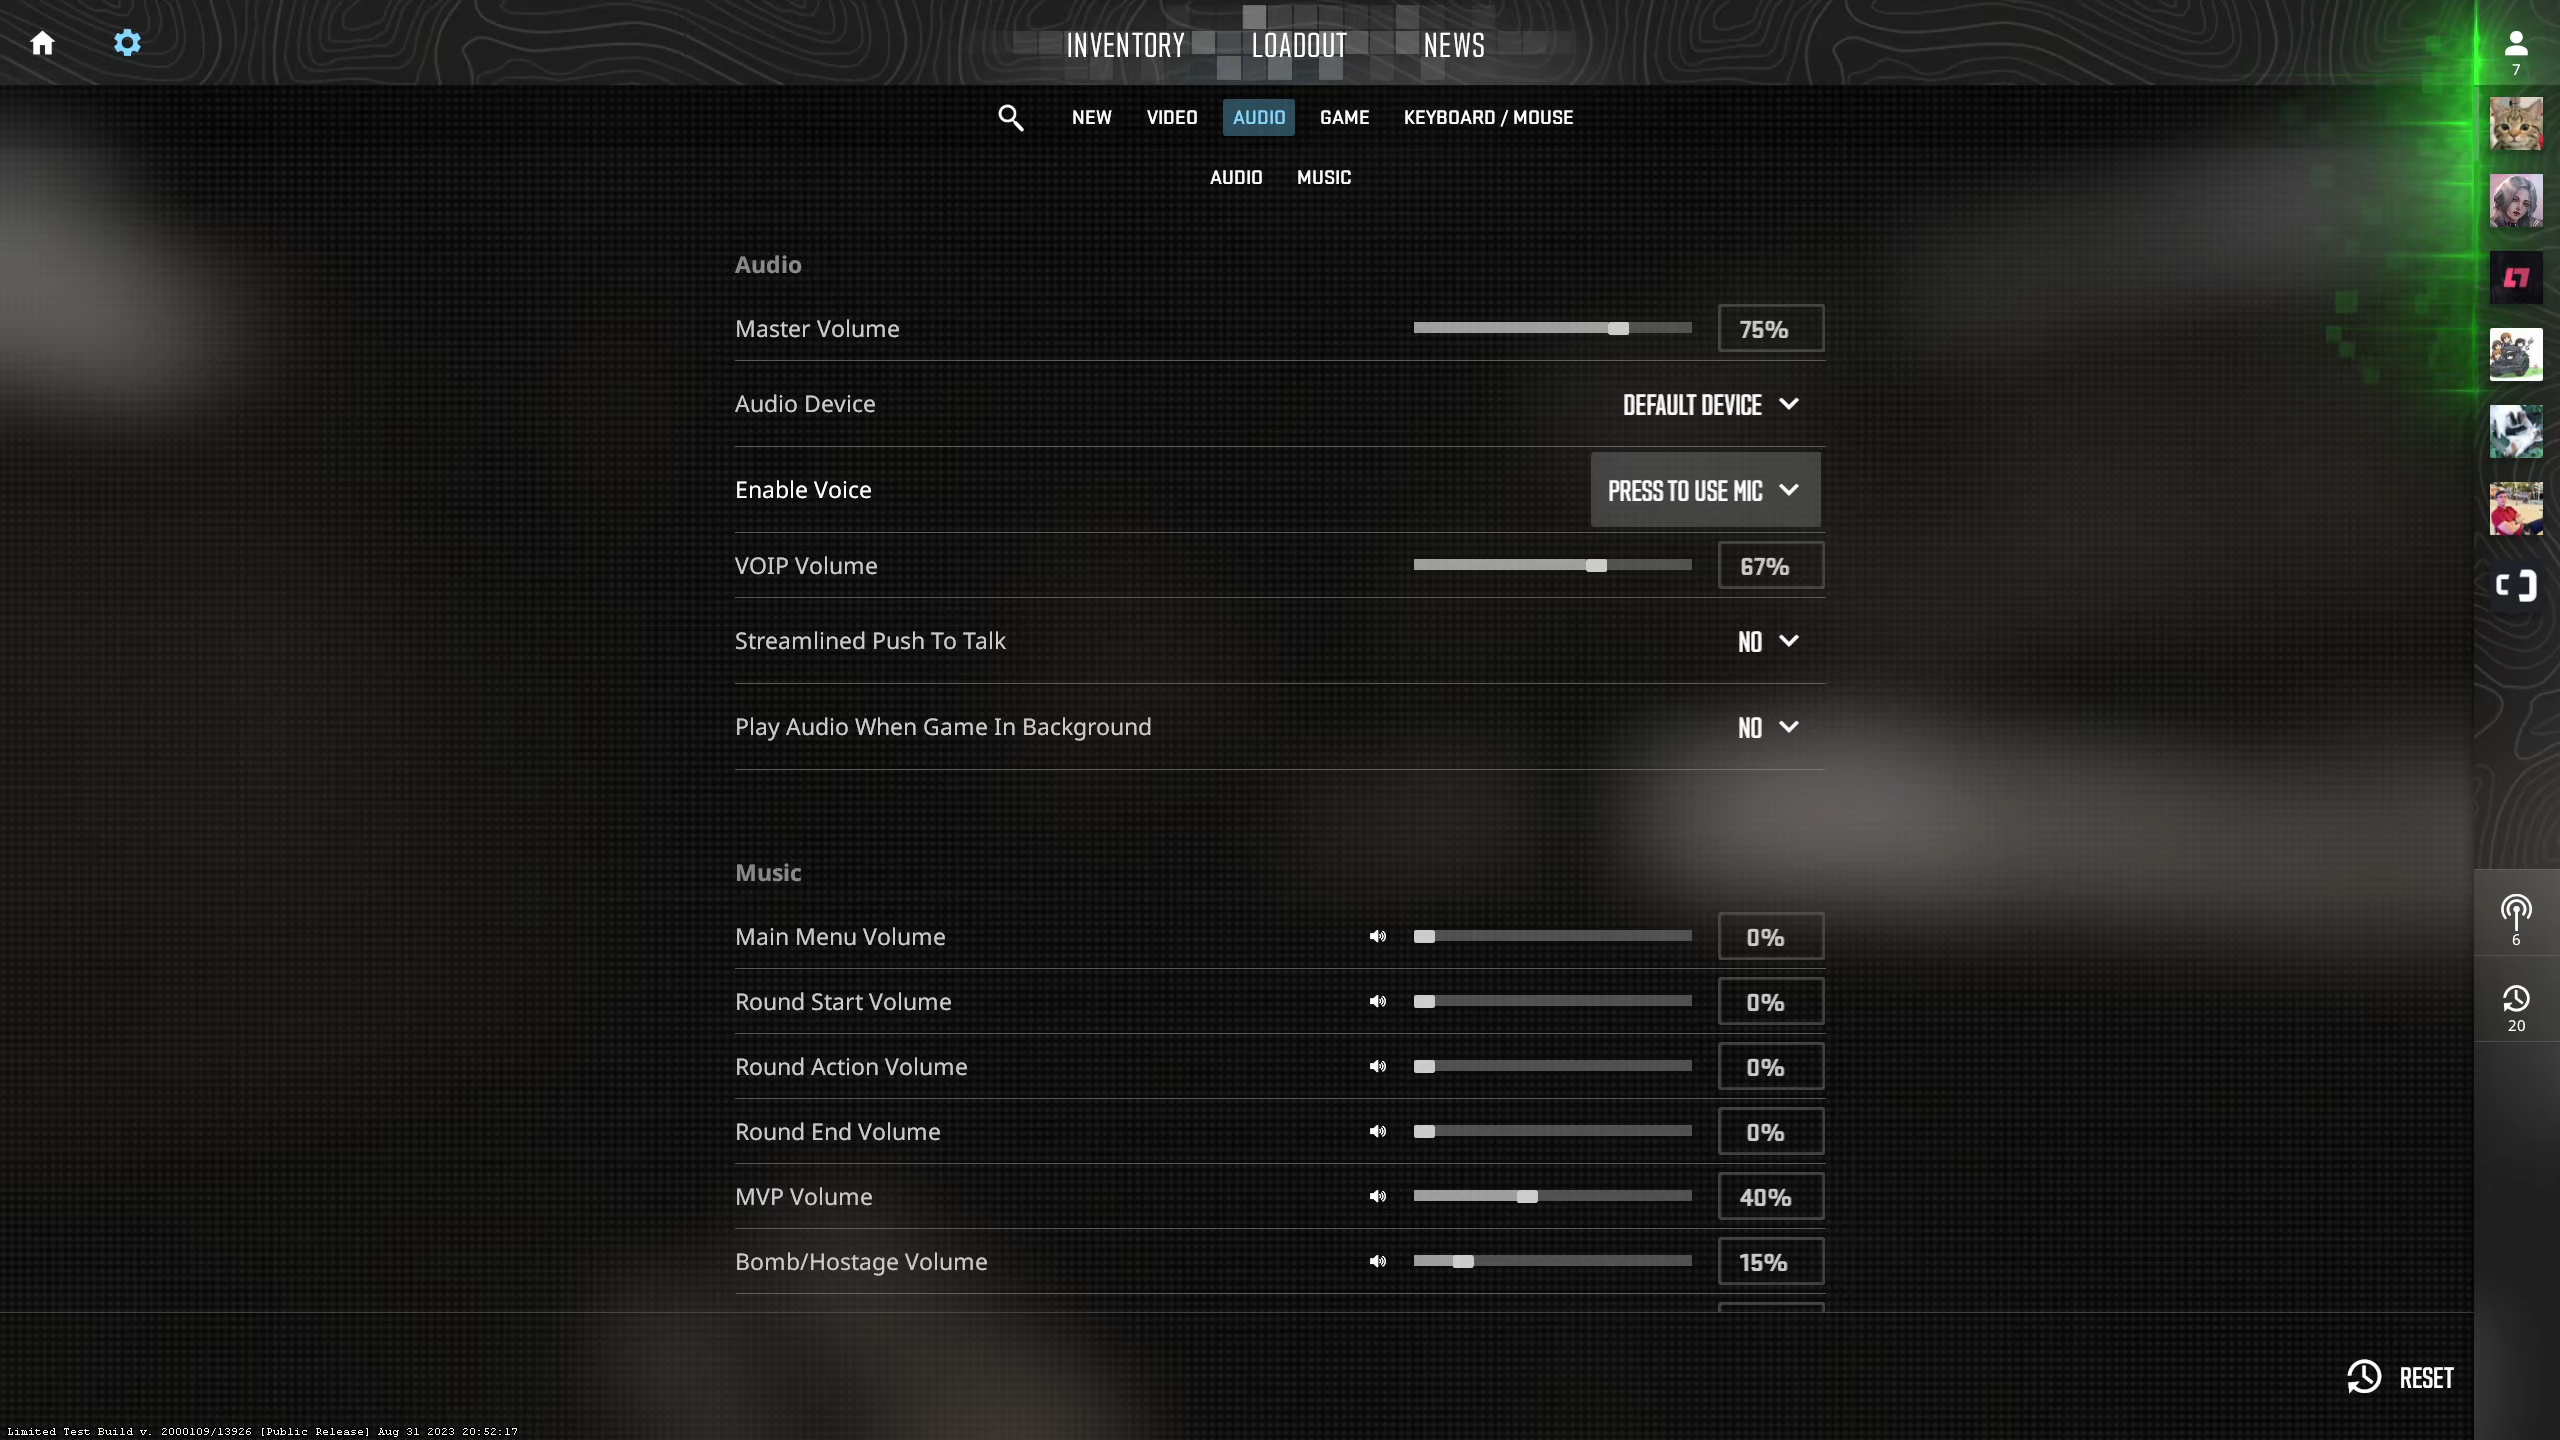 INVENTORY LOADOUT NEWS
7
NEW VIDEO AUDIO GAME KEYBOARD / MOUSE
AUDIO MUSIC
Audio
Master Volume 75%
Audio Device DEFAULT DEVICE
Enable Voice PRESS TO USE MIC
VOIP Volume 67%
Streamlined Push To Talk NO
Play Audio When Game In Background NO
Music
Main Menu Volume 0%
6
Round Start Volume 0%
20
Round Action Volume 0%
Round End Volume 0%
MVP Volume 40%
Bomb/Hostage Volume 15%
RESET
Limited Test Build v. 2000109/13926 [Public Release] Aug 31 2023 20:52:17